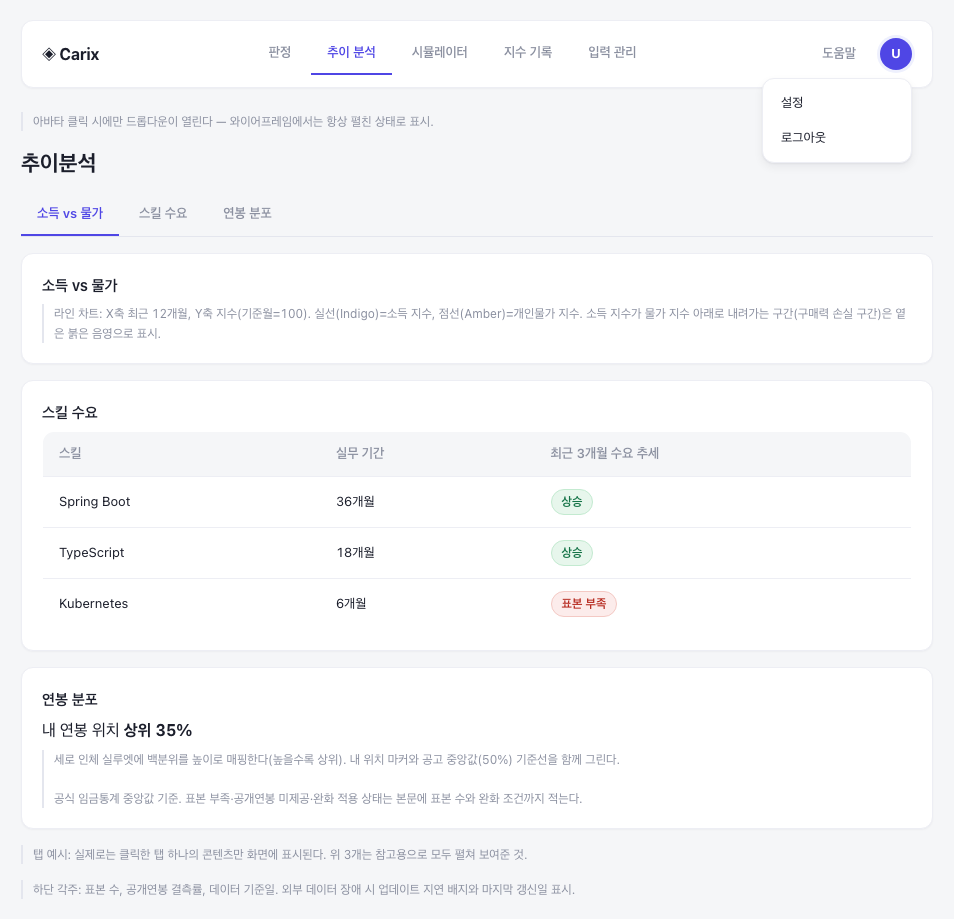 ◈ Carix 판정 추이 분석 시뮬레이터 지수 기록 입력 관리 도움말 U
설정
로그아웃
아바타 클릭 시에만 드롭다운이 열린다 — 와이어프레임에서는 항상 펼친 상태로 표시.
추이분석
소득 vs 물가 스킬 수요 연봉 분포
소득 vs 물가
라인 차트: X축 최근 12개월, Y축 지수(기준월=100). 실선(Indigo)=소득 지수, 점선(Amber)=개인물가 지수. 소득 지수가 물가 지수 아래로 내려가는 구간(구매력 손실 구간)은 옅
은 붉은 음영으로 표시.
스킬 수요
스킬 실무 기간 최근 3개월 수요 추세
Spring Boot 36개월 상승
TypeScript 18개월 상승
Kubernetes 6개월 표본 부족
연봉 분포
내 연봉 위치 상위 35%
세로 인체 실루엣에 백분위를 높이로 매핑한다(높을수록 상위). 내 위치 마커와 공고 중앙값(50%) 기준선을 함께 그린다.
공식 임금통계 중앙값 기준. 표본 부족·공개연봉 미제공·완화 적용 상태는 본문에 표본 수와 완화 조건까지 적는다.
탭 예시: 실제로는 클릭한 탭 하나의 콘텐츠만 화면에 표시된다. 위 3개는 참고용으로 모두 펼쳐 보여준 것.
하단 각주: 표본 수, 공개연봉 결측률, 데이터 기준일. 외부 데이터 장애 시 업데이트 지연 배지와 마지막 갱신일 표시.